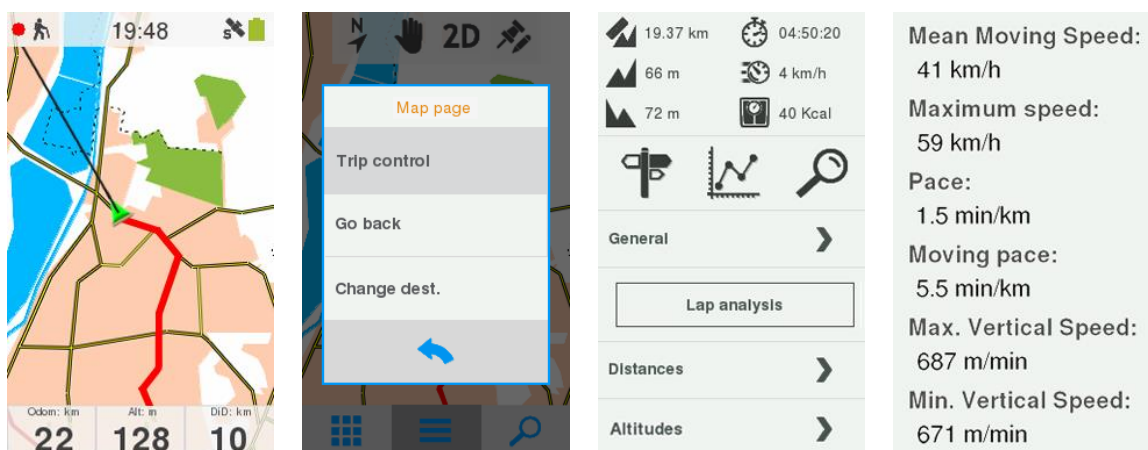 19:48
S
Odom: km
Alt: m
DiD: km
22
128
10
2D
Map page
Trip control
Go back
Change dest.
19.37 km
04:50:20
66 m
4 km/h
72 m
40 Kcal
General
Lap analysis
Distances
Altitudes
Mean Moving Speed:
41 km/h
Maximum speed:
59 km/h
Pace:
1.5 min/km
Moving pace:
5.5 min/km
Max. Vertical Speed:
687 m/min
Min. Vertical Speed:
671 m/min